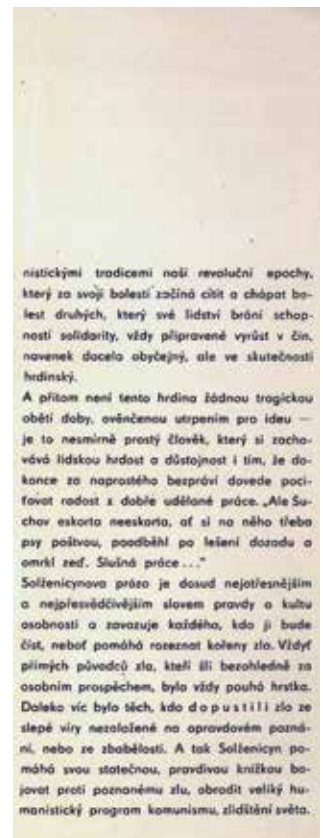 nistickými tradicemi naší revoluční epochy,
který za svojí bolestí začíná cítit a chápat bo-
lest druhých, který své lidství brání schop-
ností solidarity, vždy připravené vyrůst v čin,
navenek docela obyčejný, ale ve skutečnosti
hrdinský.
A přitom není tento hrdina žádnou tragickou
obětí doby, ověnčenou utrpením pro ideu —
je to nesmírně prostý člověk, který si zacho-
vává lidskou hrdost a důstojnost i tím, že do-
konce za naprostého bezpráví dovede poci-
ťovat radost z dobře udělané práce. „Ale Šu-
chov eskorta neeskorta, ať si na něho třeba
psy poštvou, poodběhl po lešení dozadu a
omrkl zeď. Slušná práce..."
Solženicynova próza je dosud nejotřesnějším
a nejpřesvědčivějším slovem pravdy o kultu
osobnosti a zavazuje každého, kdo ji bude
číst, neboť pomáhá rozeznat kořeny zla. Vždyť
přímých původců zla, kteří šli bezohledně za
osobním prospěchem, byla vždy pouhá hrstka.
Daleko víc bylo těch, kdo dopustili zlo ze
slepé víry nezaložené na opravdovém pozná-
ní, nebo ze zbabělosti. A tak Solženicyn po-
máhá svou statečnou, pravdivou knížkou bo-
jovat proti poznanému zlu, obrodit veliký hu-
manistický program komunismu, zlidštění světa.